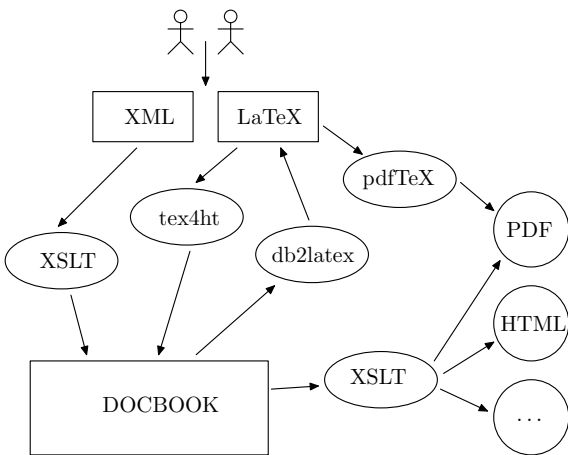 XML
LaTeX
pdfTeX
tex4ht
PDF
XSLT
db2latex
HTML
XSLT
DOCBOOK
...